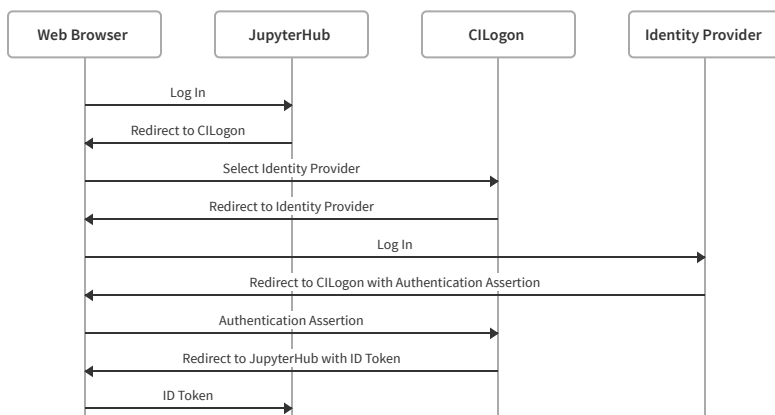 Web Browser
JupyterHub
CILogon
Identity Provider
Log In
Redirect to CILogon
Select Identity Provider
Redirect to Identity Provider
Log In
Redirect to CILogon with Authentication Assertion
Authentication Assertion
Redirect to JupyterHub with ID Token
ID Token